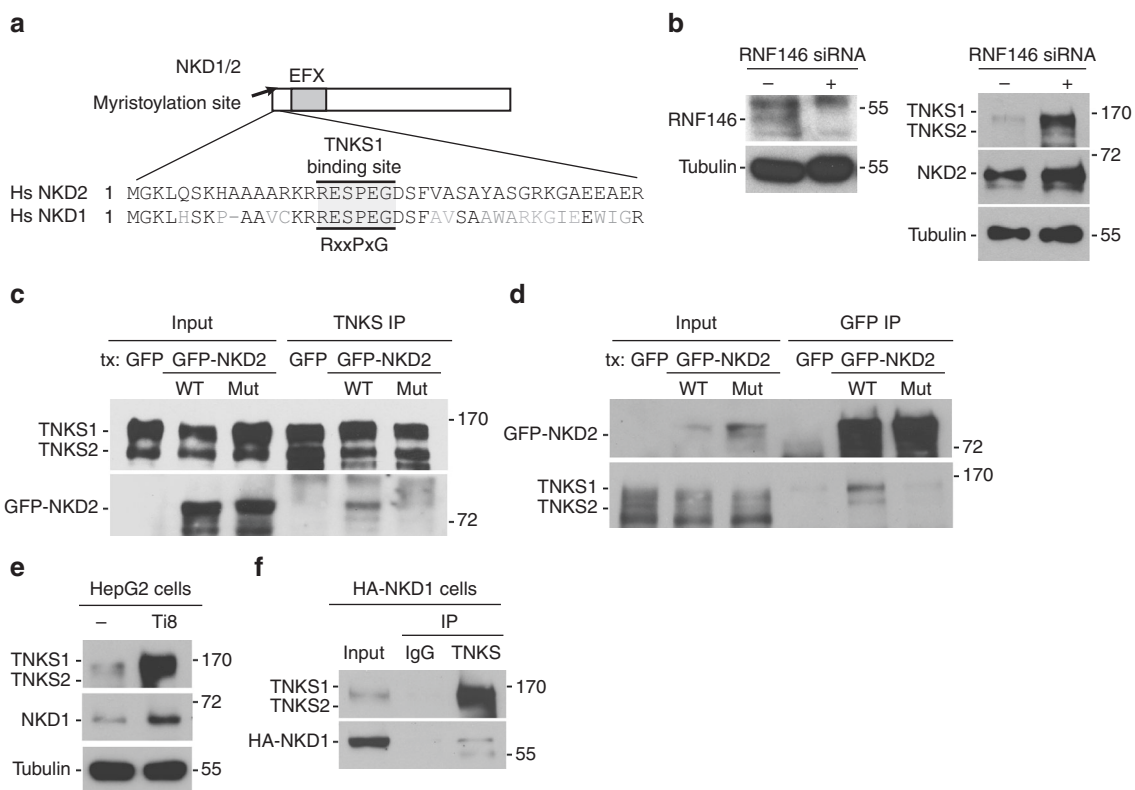 a
NKD1/2
Myristoylation site
EFX
TNKS1
binding site
Hs NKD2 1 MGKLQSKHAAAARKRRESPEGDSFVASAYASGRKGAEEAER
Hs NKD1 1 MGKLHSKP-AAVCKRRESPEGDSFAVSAAWARKGIEEWIGR
RxxPxG
b
RNF146 siRNA
– +
RNF146
55
Tubulin
55
RNF146 siRNA
– +
TNKS1
TNKS2
170
72
NKD2
Tubulin
55
c
Input TNKS IP
tx: GFP GFP-NKD2 GFP GFP-NKD2
WT Mut WT Mut
TNKS1
TNKS2
170
GFP-NKD2
72
d
Input GFP IP
GFP GFP-NKD2 GFP GFP-NKD2
WT Mut WT Mut
GFP-NKD2
72
TNKS1
TNKS2
170
e
HepG2 cells
– Ti8
TNKS1
TNKS2
170
72
NKD1
Tubulin
55
f
HA-NKD1 cells
IP
Input IgG TNKS
TNKS1
TNKS2
170
HA-NKD1
55